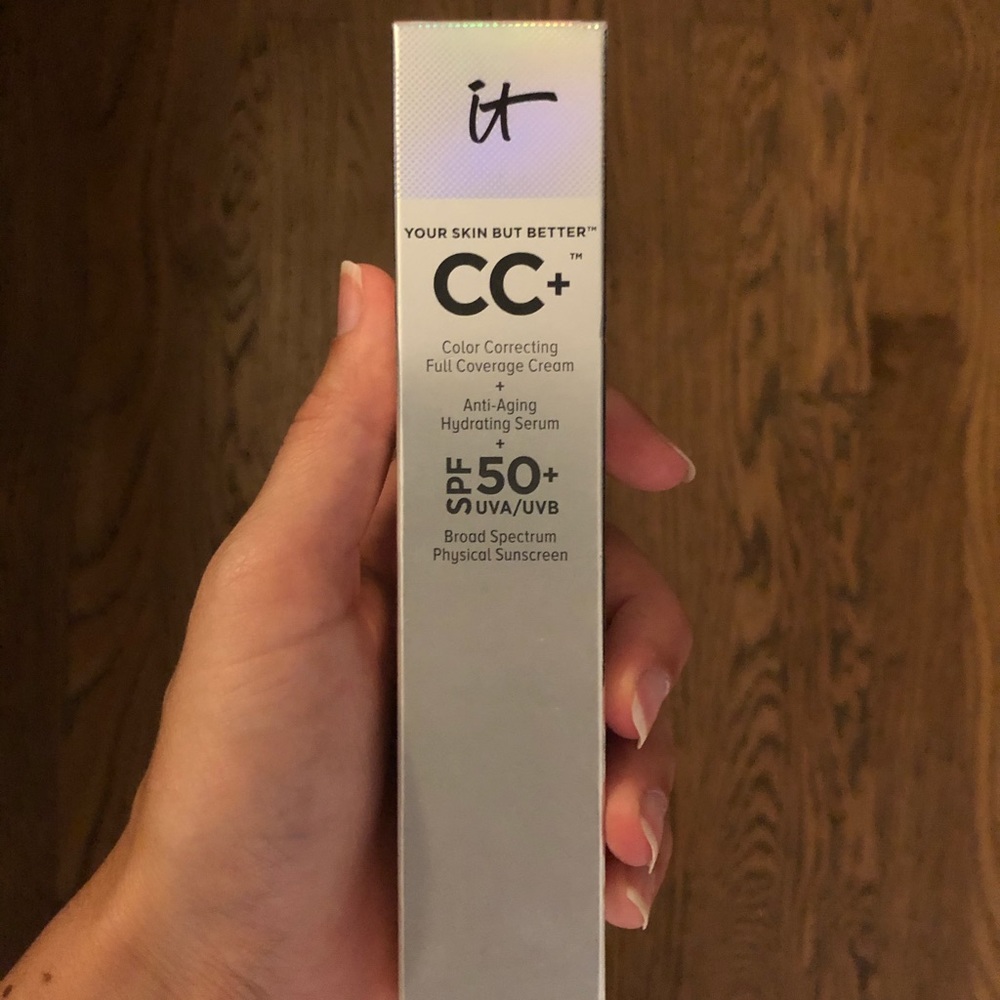 it
YOUR SKIN BUT BETTER™
CC+™
Color Correcting
Full Coverage Cream
+
Anti-Aging
Hydrating Serum
+
SPF 50+
UVA/UVB
Broad Spectrum
Physical Sunscreen